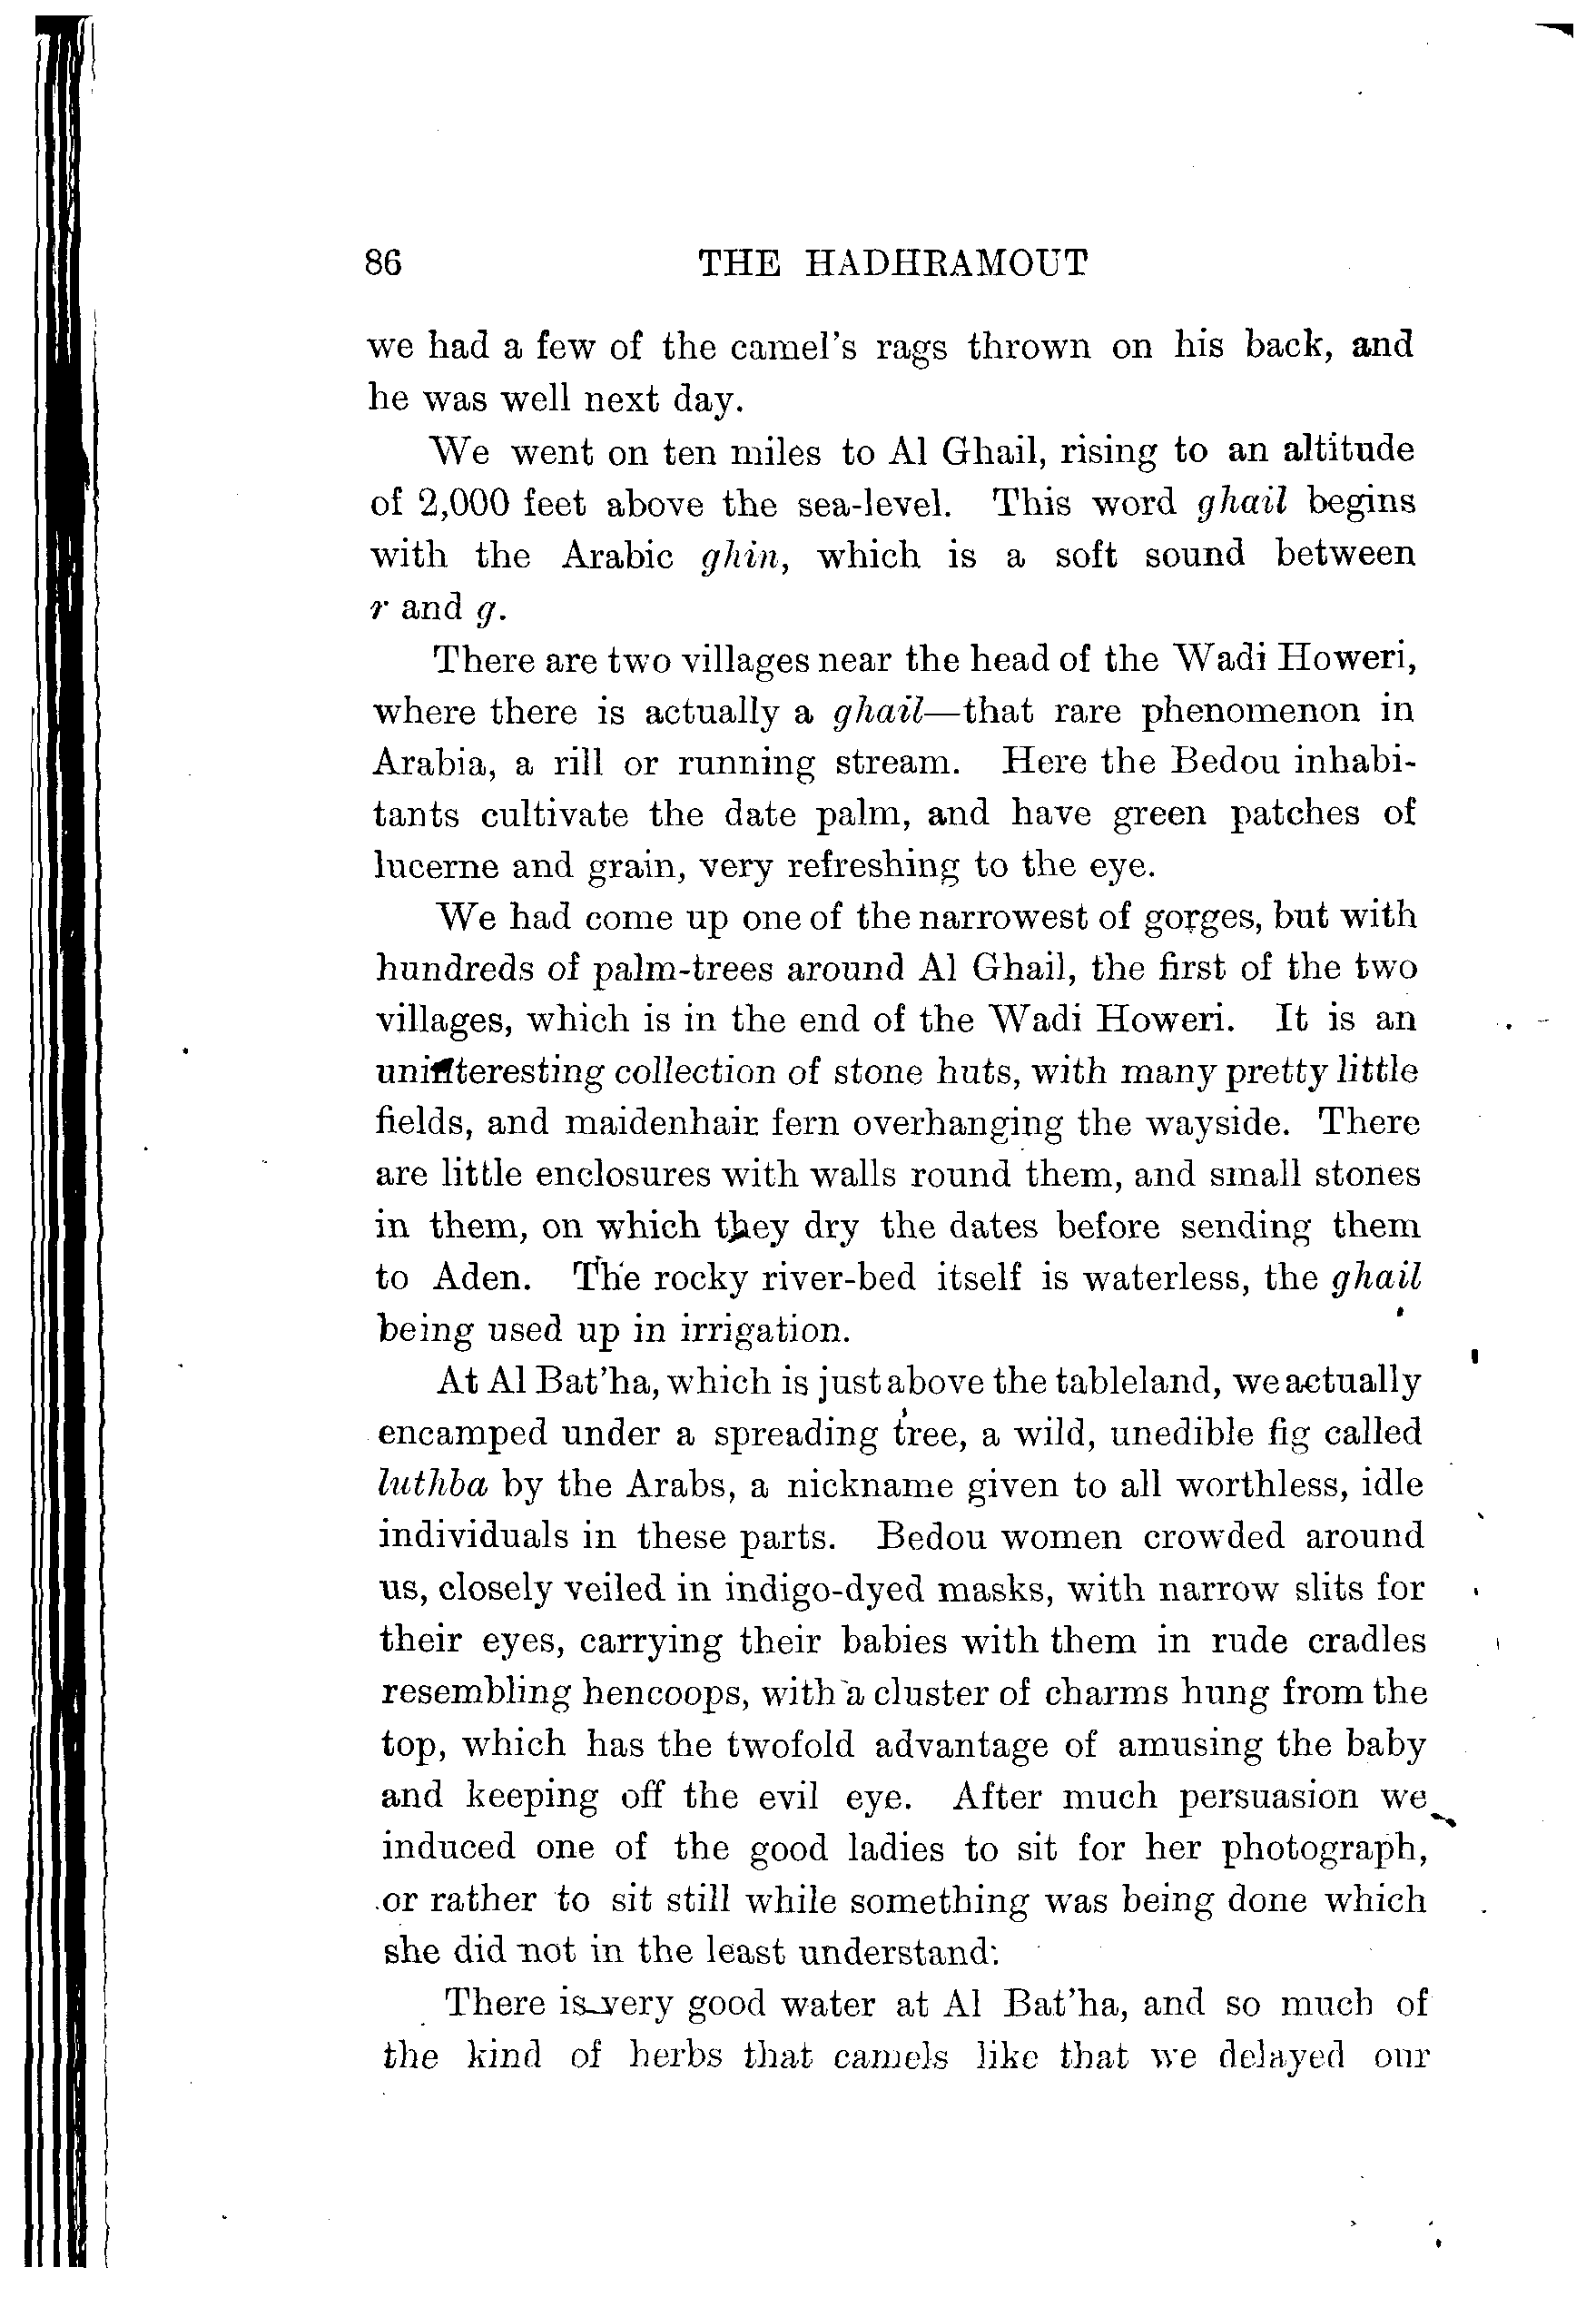 86 THE HADHRAMOUT
we had a few of the camel's rags thrown on his back, and
he was well next day.
We went on ten miles to Al Ghail, rising to an altitude
of 2,000 feet above the sea-level. This word ghail begins
with the Arabic ghin, which is a soft sound between
r and g.
There are two villages near the head of the Wadi Howeri,
where there is actually a ghail—that rare phenomenon in
Arabia, a rill or running stream. Here the Bedou inhabi-
tants cultivate the date palm, and have green patches of
lucerne and grain, very refreshing to the eye.
We had come up one of the narrowest of gorges, but with
hundreds of palm-trees around Al Ghail, the first of the two
villages, which is in the end of the Wadi Howeri. It is an
uninteresting collection of stone huts, with many pretty little
fields, and maidenhair fern overhanging the wayside. There
are little enclosures with walls round them, and small stones
in them, on which they dry the dates before sending them
to Aden. The rocky river-bed itself is waterless, the ghail
being used up in irrigation.
At Al Bat'ha, which is just above the tableland, we actually
encamped under a spreading tree, a wild, unedible fig called
luthba by the Arabs, a nickname given to all worthless, idle
individuals in these parts. Bedou women crowded around
us, closely veiled in indigo-dyed masks, with narrow slits for
their eyes, carrying their babies with them in rude cradles
resembling hencoops, with a cluster of charms hung from the
top, which has the twofold advantage of amusing the baby
and keeping off the evil eye. After much persuasion we
induced one of the good ladies to sit for her photograph,
or rather to sit still while something was being done which
she did not in the least understand.
There is very good water at Al Bat'ha, and so much of
the kind of herbs that camels like that we delayed our